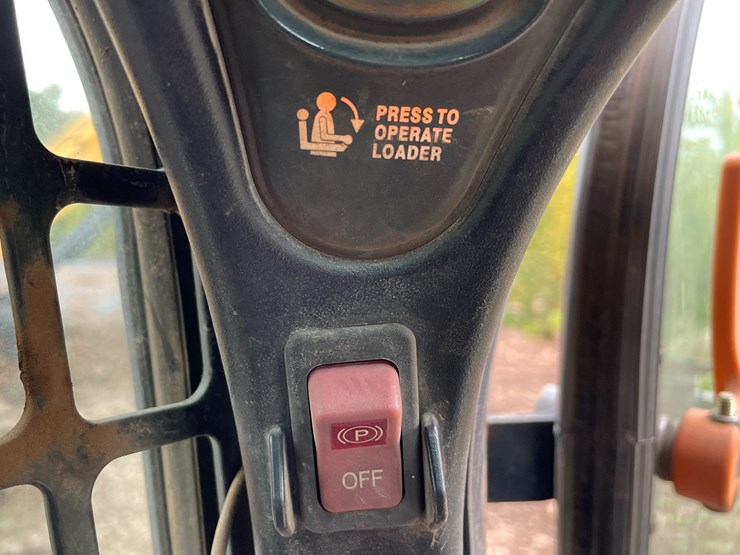 PRESS TO
OPERATE
LOADER
(P)
OFF